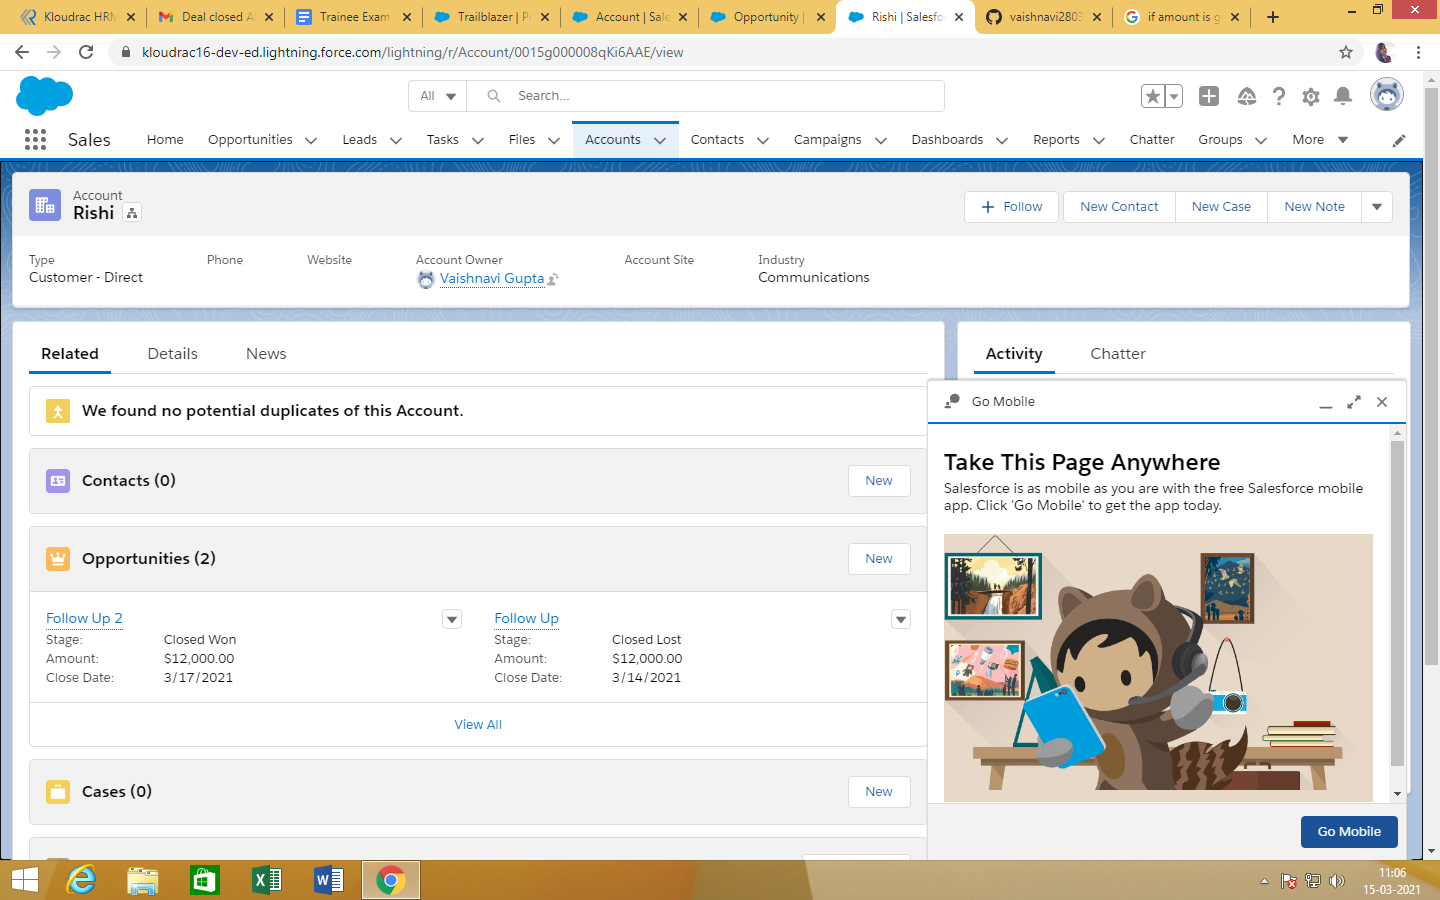 Kloudrac HRM
Deal closed Al
Trainee Exam
Trailblazer | P
Account | Sale
Opportunity |
Rishi | Salesfo
vaishnavi2803
if amount is g
kloudrac16-dev-ed.lightning.force.com/lightning/r/Account/0015g000008qKi6AAE/view
All
Search...
Sales
Home
Opportunities
Leads
Tasks
Files
Accounts
Contacts
Campaigns
Dashboards
Reports
Chatter
Groups
More
Account
Rishi
Follow
New Contact
New Case
New Note
Type
Phone
Website
Account Owner
Account Site
Industry
Customer - Direct
Vaishnavi Gupta
Communications
Related
Details
News
Activity
Chatter
We found no potential duplicates of this Account.
Contacts (0)
New
Opportunities (2)
New
Follow Up 2
Stage: Closed Won
Amount: $12,000.00
Close Date: 3/17/2021
Follow Up
Stage: Closed Lost
Amount: $12,000.00
Close Date: 3/14/2021
View All
Cases (0)
New
Go Mobile
Take This Page Anywhere
Salesforce is as mobile as you are with the free Salesforce mobile
app. Click 'Go Mobile' to get the app today.
Go Mobile
11:06
15-03-2021